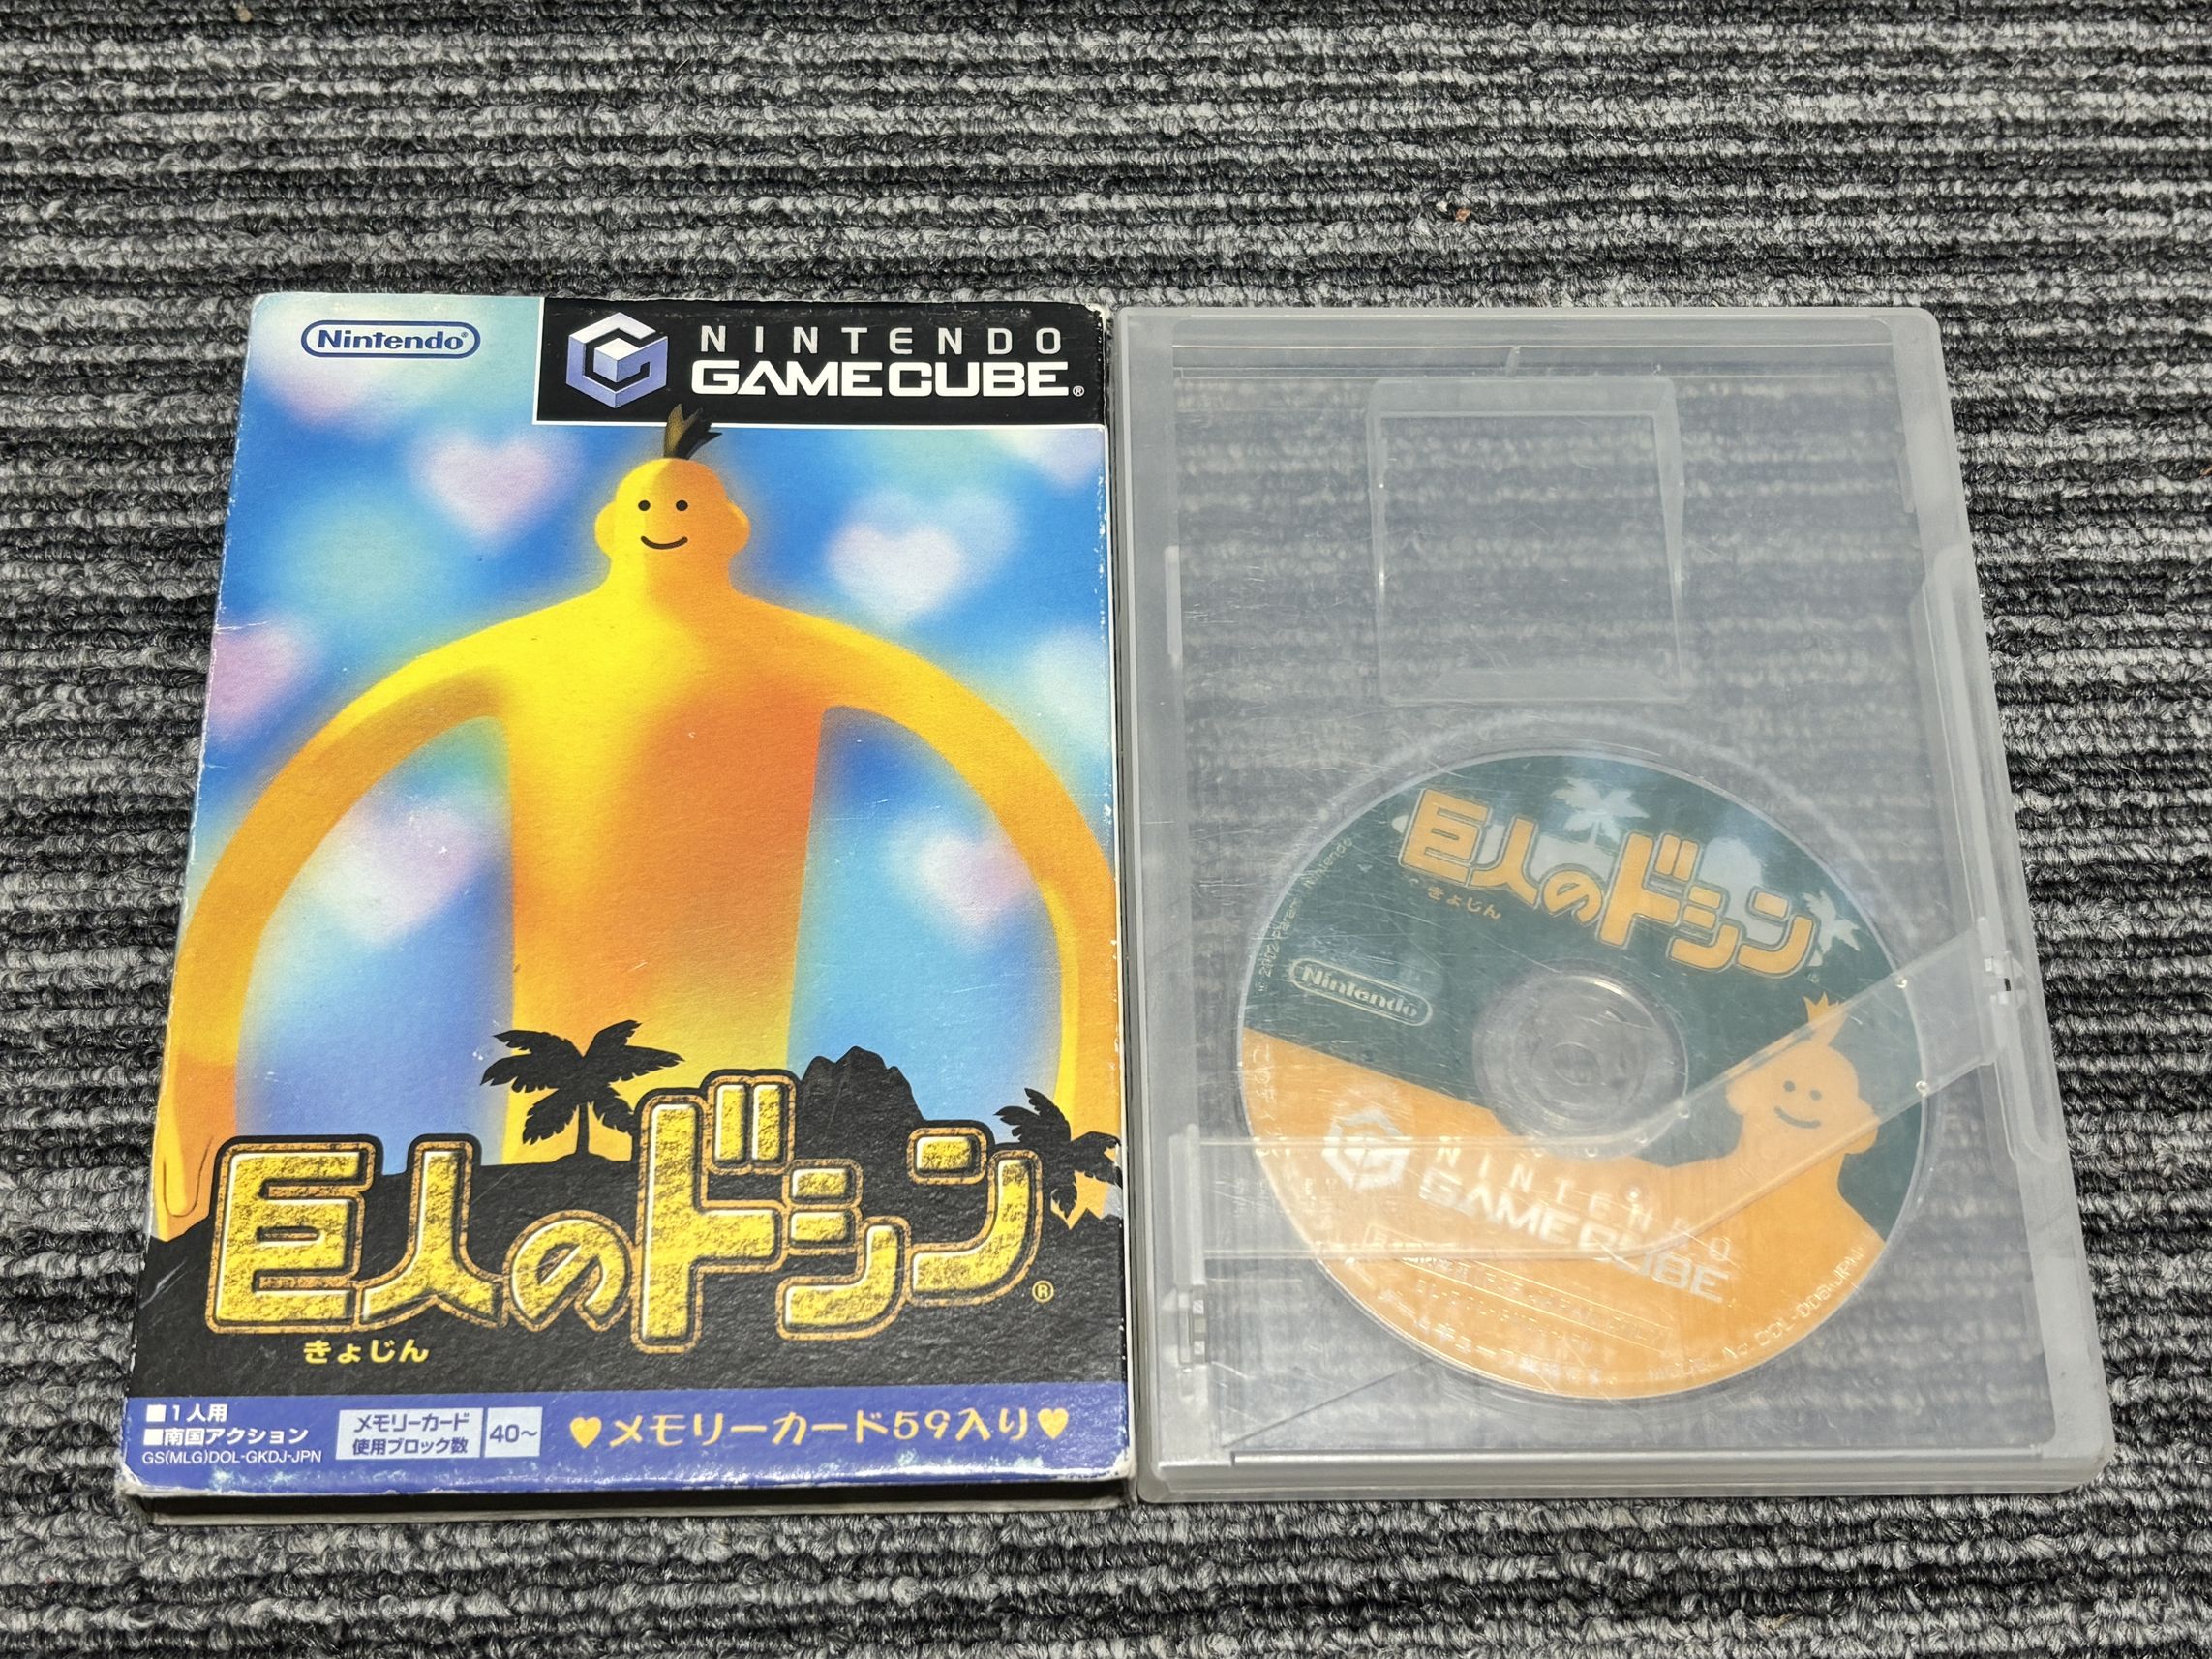 Nintendo®
NINTENDO
GAMECUBE®
巨人のドシン®
きょじん
■1人用
■南国アクション
GS(MLG)DOL-GKDJ-JPN
メモリーカード
使用ブロック数
40〜
♥メモリーカード59入り♥
巨人のドシン®
きょじん
Nintendo
NINTENDO
GAMECUBE